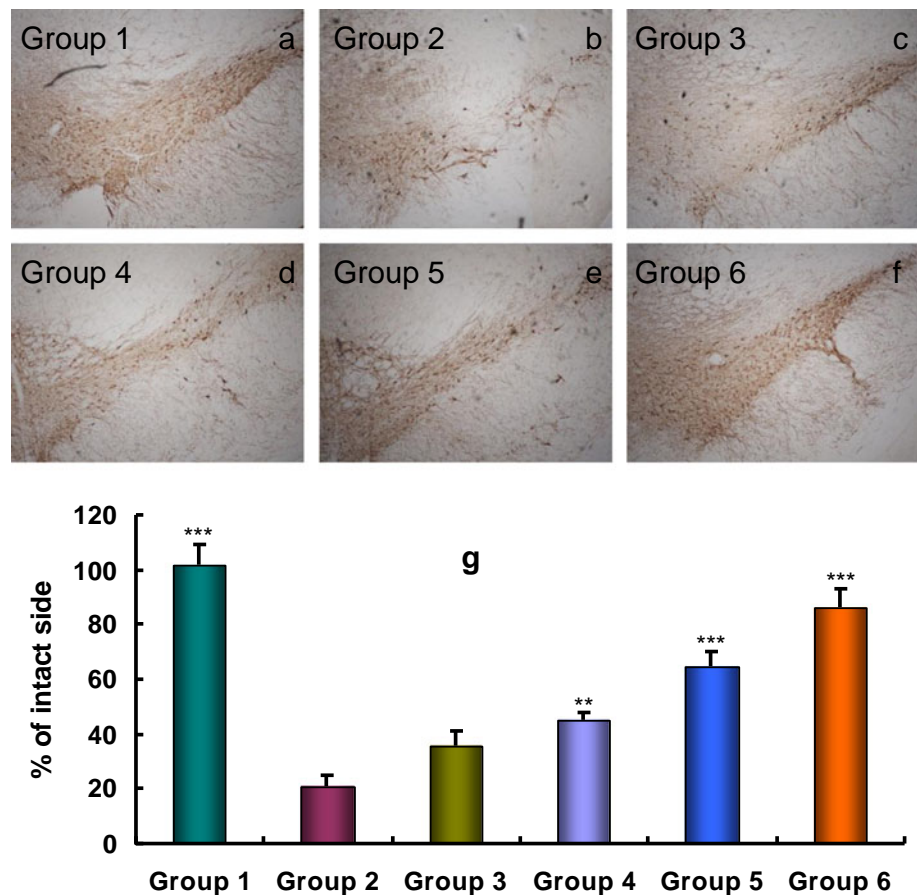 Group 1 a
Group 2 b
Group 3 c
Group 4 d
Group 5 e
Group 6 f
g
% of intact side
120
100
80
60
40
20
0
***
**
***
***
Group 1 Group 2 Group 3 Group 4 Group 5 Group 6